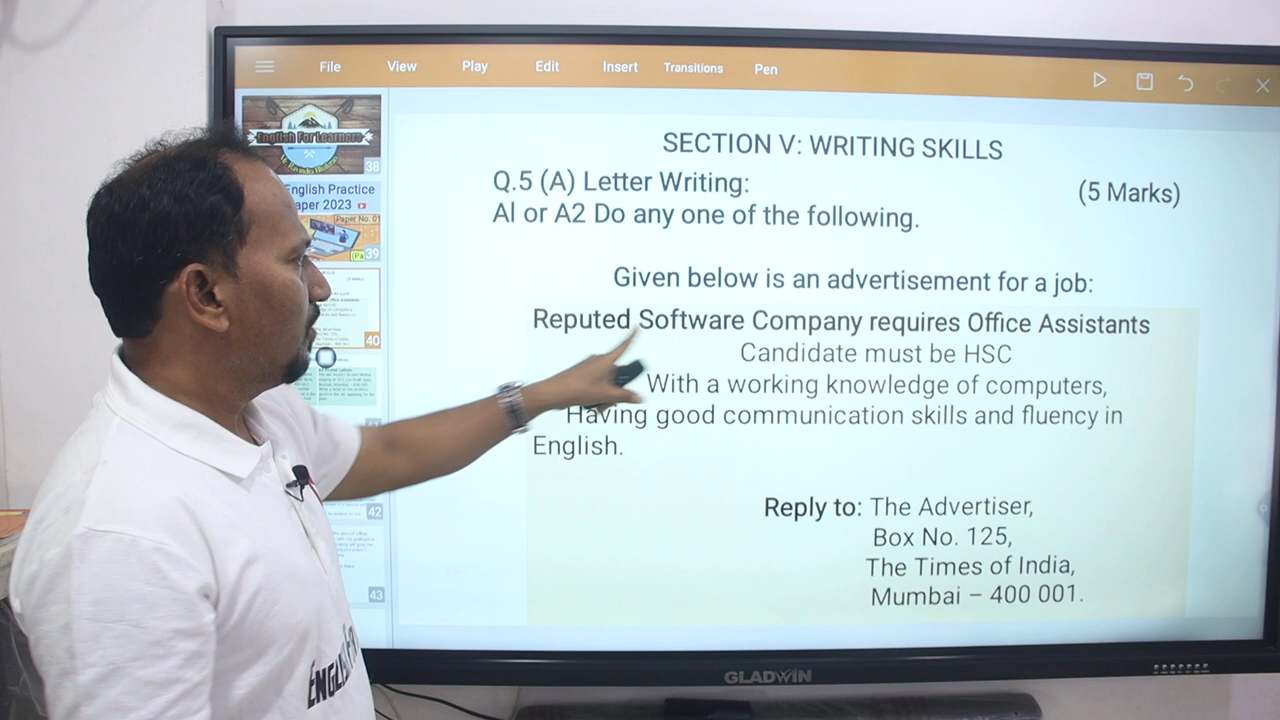 File View Play Edit Insert Transitions Pen
English For Learners
38
English Practice
aper 2023
Paper No. 01
39
40
42
43
SECTION V: WRITING SKILLS
Q.5 (A) Letter Writing:
(5 Marks)
Al or A2 Do any one of the following.
Given below is an advertisement for a job:
Reputed Software Company requires Office Assistants
Candidate must be HSC
With a working knowledge of computers,
Having good communication skills and fluency in
English.
Reply to: The Advertiser,
Box No. 125,
The Times of India,
Mumbai – 400 001.
GLADWIN